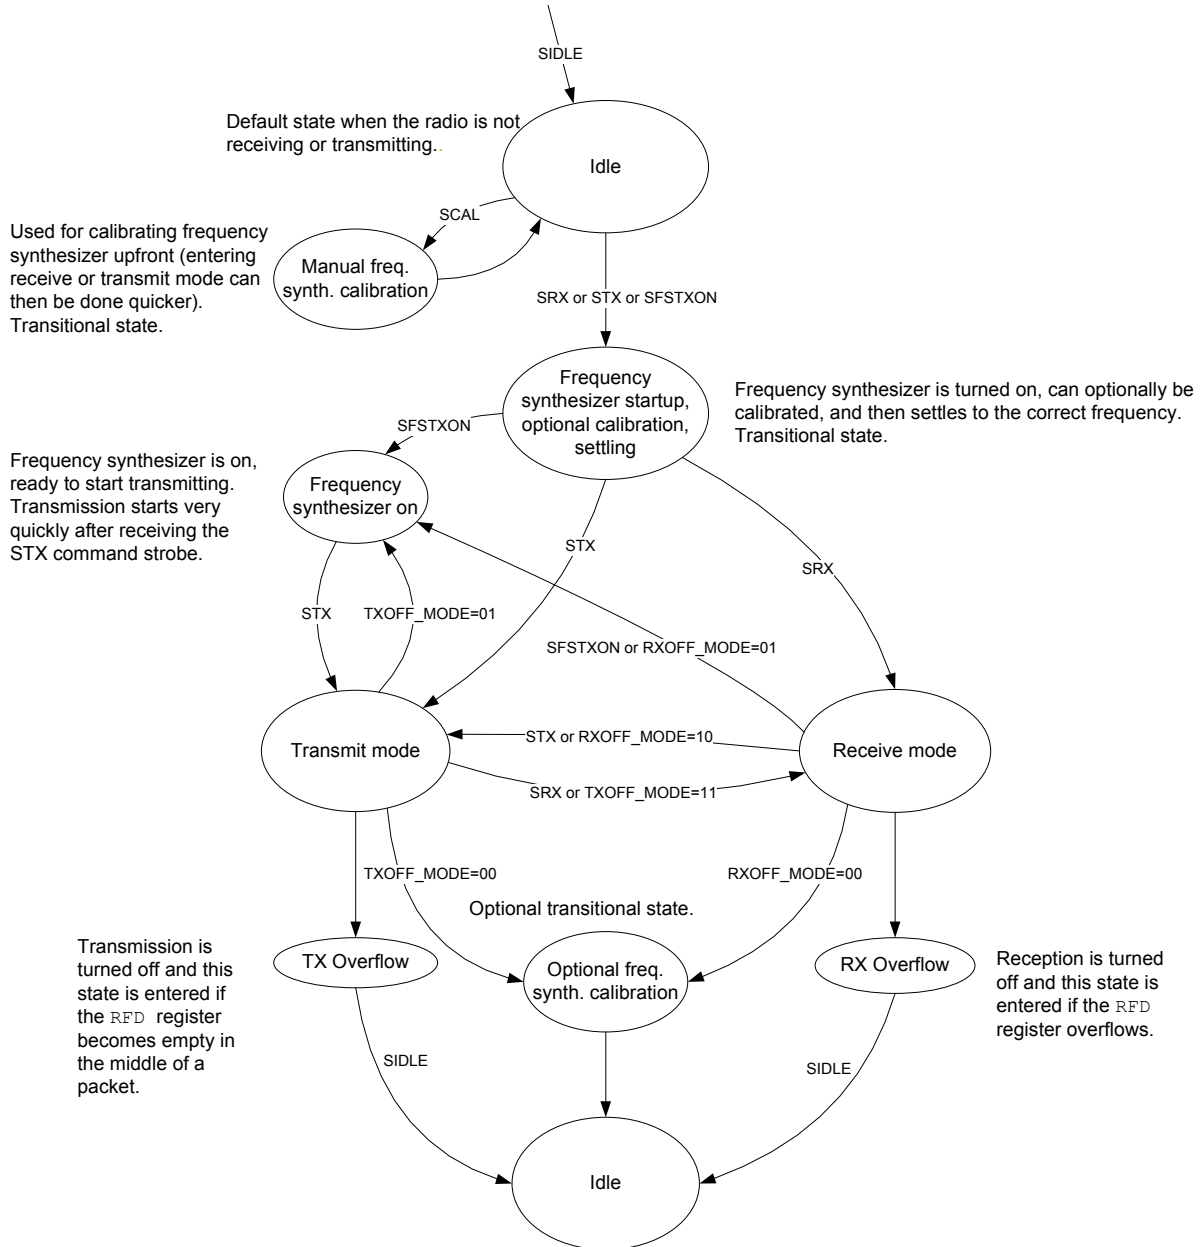 SIDLE
Default state when the radio is not
receiving or transmitting..
Idle
SCAL
Used for calibrating frequency
synthesizer upfront (entering
receive or transmit mode can
then be done quicker).
Transitional state.
Manual freq.
synth. calibration
SRX or STX or SFSTXON
Frequency
synthesizer startup,
optional calibration,
settling
Frequency synthesizer is turned on, can optionally be
calibrated, and then settles to the correct frequency.
Transitional state.
SFSTXON
Frequency synthesizer is on,
ready to start transmitting.
Transmission starts very
quickly after receiving the
STX command strobe.
Frequency
synthesizer on
STX
SRX
STX
TXOFF_MODE=01
SFSTXON or RXOFF_MODE=01
Transmit mode
STX or RXOFF_MODE=10
Receive mode
SRX or TXOFF_MODE=11
TXOFF_MODE=00
RXOFF_MODE=00
Optional transitional state.
Transmission is
turned off and this
state is entered if
the RFD register
becomes empty in
the middle of a
packet.
TX Overflow
Optional freq.
synth. calibration
RX Overflow
Reception is turned
off and this state is
entered if the RFD
register overflows.
SIDLE
SIDLE
Idle